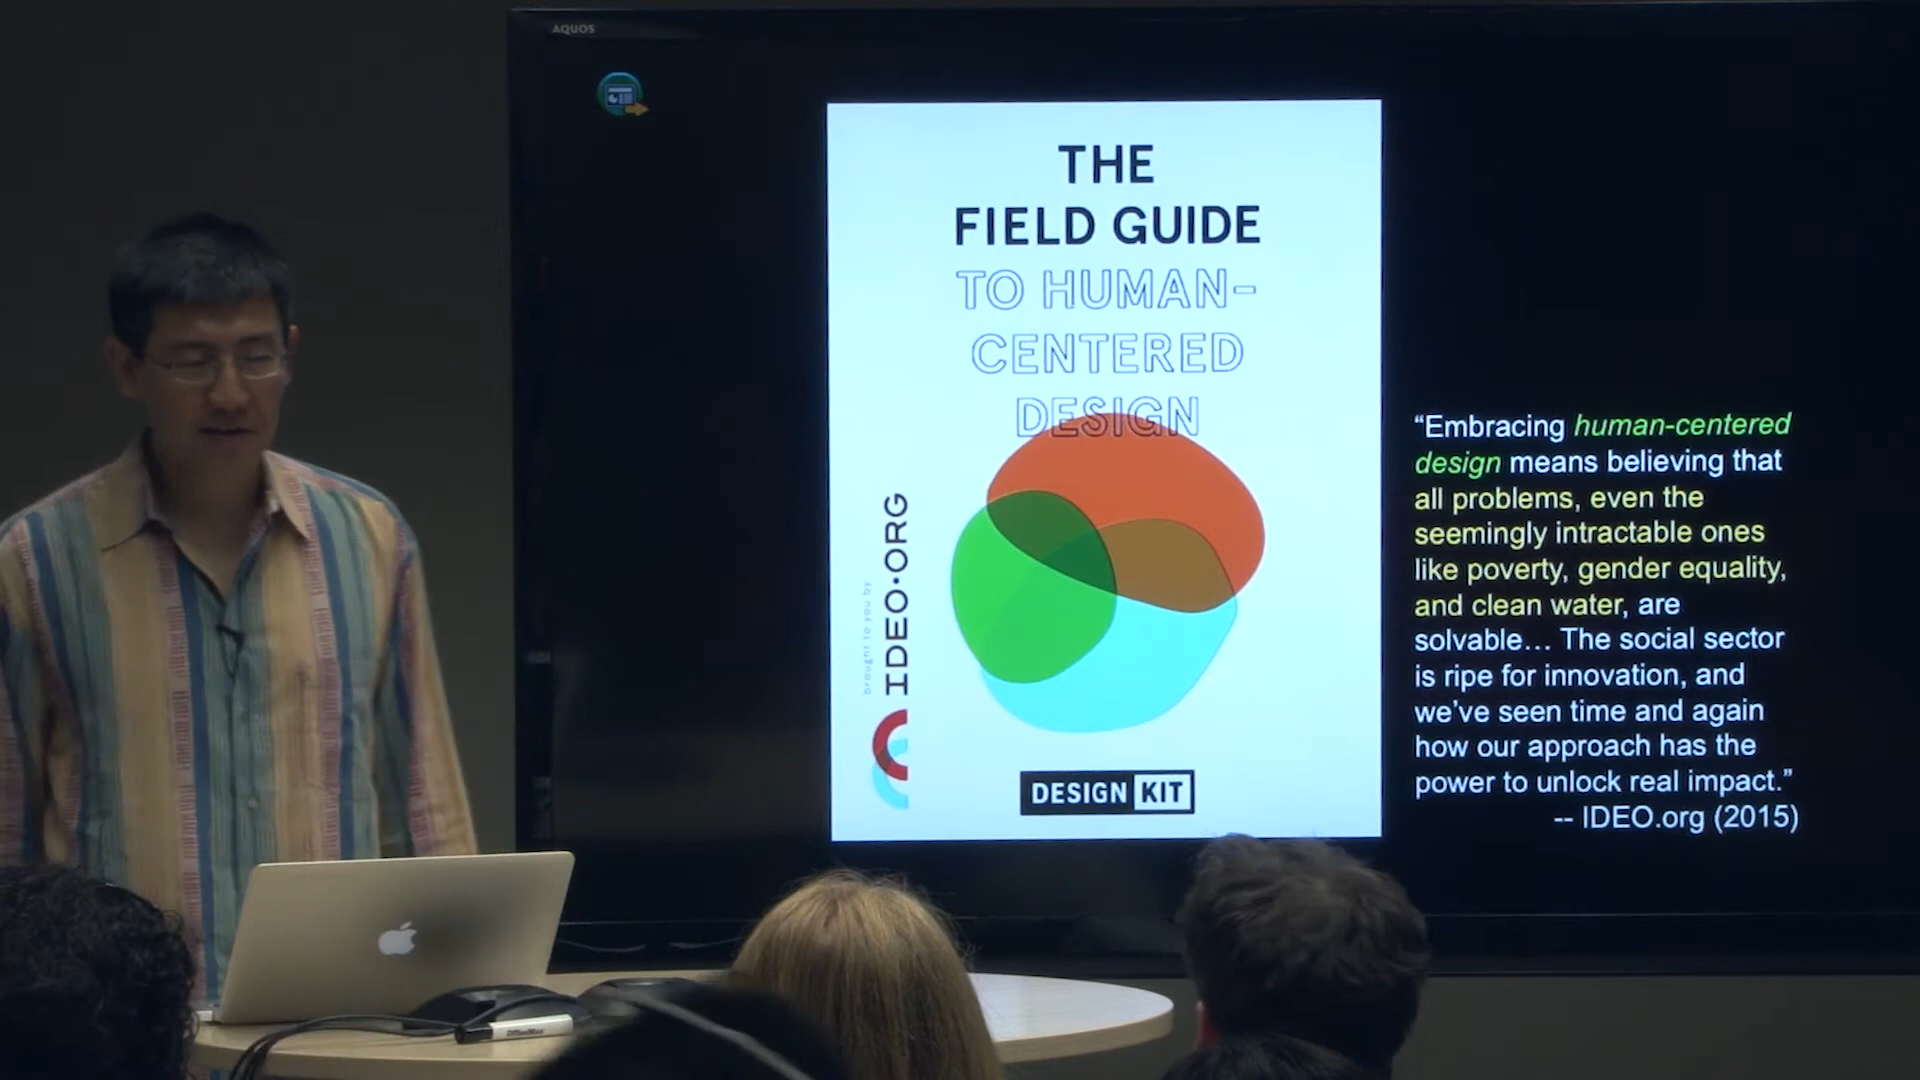 AQUOS
THE
FIELD GUIDE
TO HUMAN-
CENTERED
DESIGN
brought to you by
IDEO.ORG
DESIGN KIT
“Embracing human-centered
design means believing that
all problems, even the
seemingly intractable ones
like poverty, gender equality,
and clean water, are
solvable... The social sector
is ripe for innovation, and
we’ve seen time and again
how our approach has the
power to unlock real impact.”
-- IDEO.org (2015)